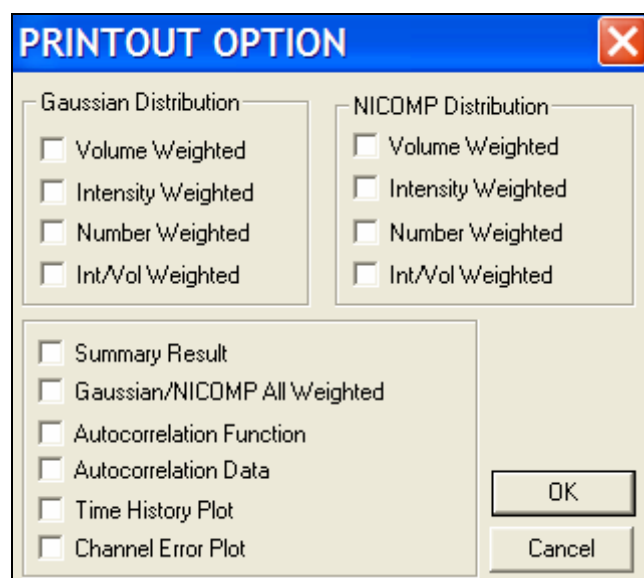 PRINTOUT OPTION
Gaussian Distribution
Volume Weighted
Intensity Weighted
Number Weighted
Int/Vol Weighted
NICOMP Distribution
Volume Weighted
Intensity Weighted
Number Weighted
Int/Vol Weighted
Summary Result
Gaussian/NICOMP All Weighted
Autocorrelation Function
Autocorrelation Data
Time History Plot
Channel Error Plot
OK
Cancel